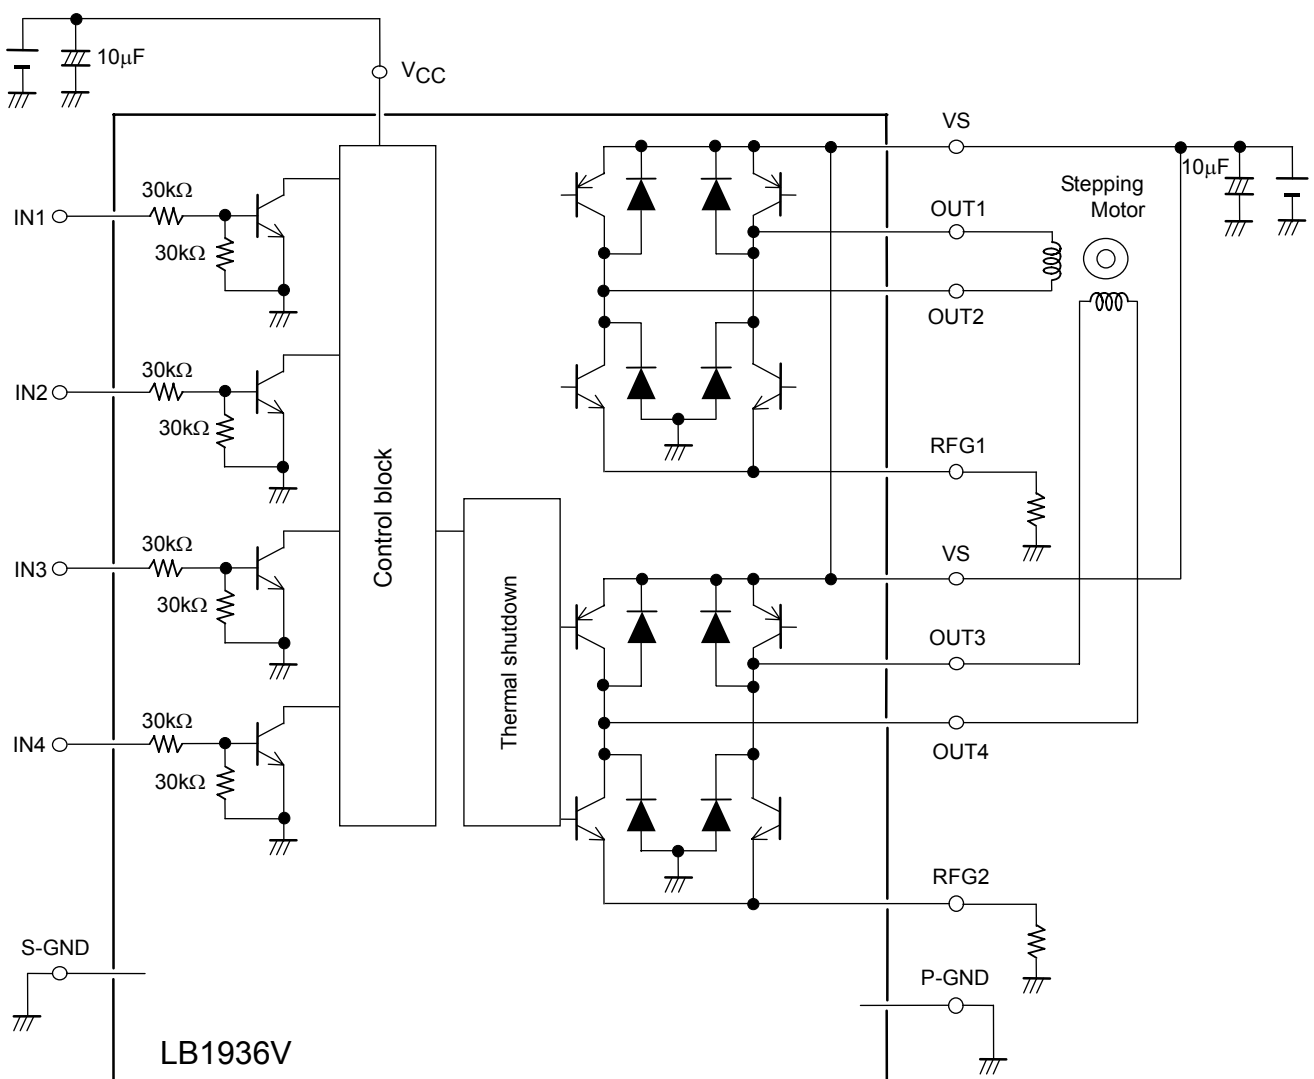 10μF
VCC
VS
10μF
Stepping
Motor
30kΩ
IN1
30kΩ
OUT1
OUT2
30kΩ
IN2
30kΩ
RFG1
Control block
30kΩ
IN3
30kΩ
VS
Thermal shutdown
OUT3
30kΩ
IN4
30kΩ
OUT4
RFG2
S-GND
P-GND
LB1936V